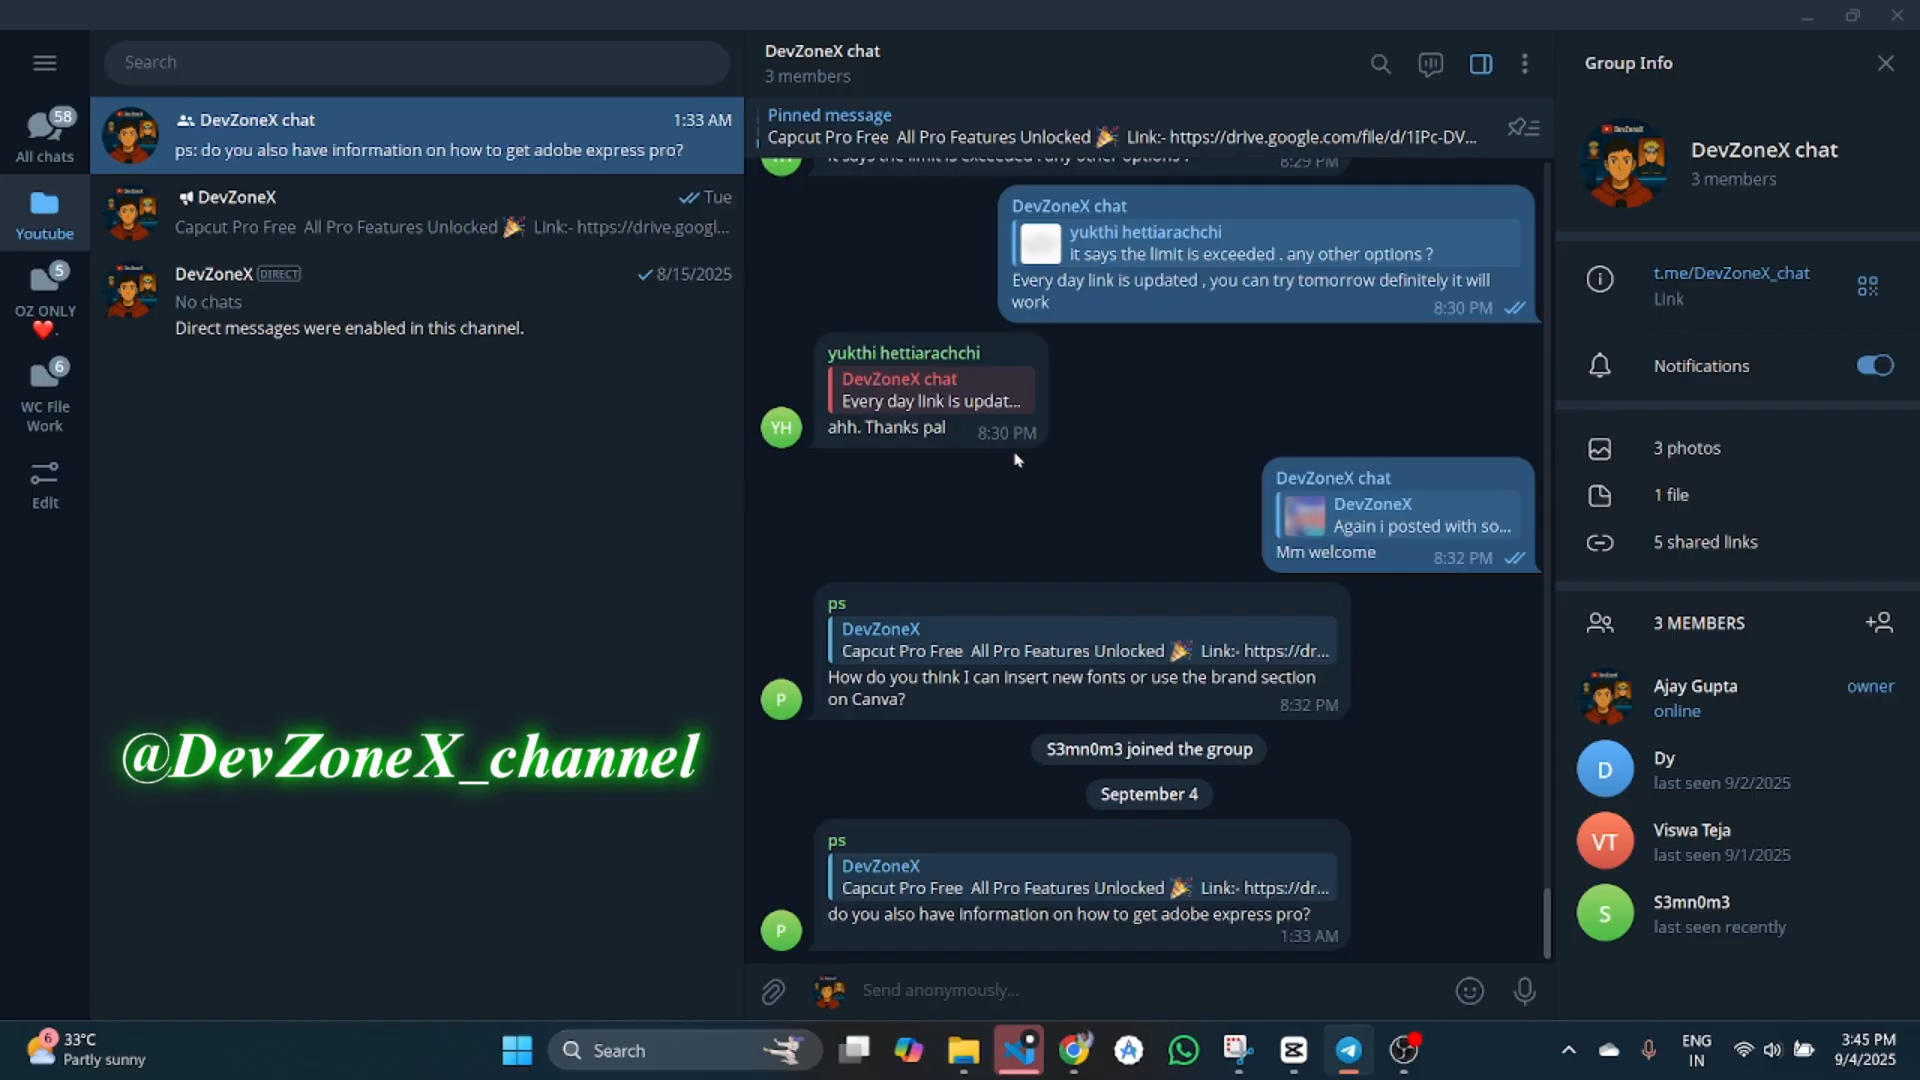 Search
58
All chats
Youtube
5
OZ ONLY
❤️.
6
WC File
Work
Edit
DevZoneX chat
1:33 AM
ps: do you also have information on how to get adobe express pro?
DevZoneX
Tue
Capcut Pro Free All Pro Features Unlocked 🎉 Link:- https://drive.googl...
DevZoneX DIRECT
8/15/2025
No chats
Direct messages were enabled in this channel.
@DevZoneX_channel
DevZoneX chat
3 members
Pinned message
Capcut Pro Free All Pro Features Unlocked 🎉 Link:- https://drive.google.com/file/d/1IPc-DV...
it says the limit is exceeded . any other options ?
8:29 PM
DevZoneX chat
yukthi hettiarachchi
it says the limit is exceeded . any other options ?
Every day link is updated , you can try tomorrow definitely it will
work
8:30 PM
yukthi hettiarachchi
DevZoneX chat
Every day link is updat...
YH
ahh. Thanks pal
8:30 PM
DevZoneX chat
DevZoneX
Again i posted with so...
Mm welcome
8:32 PM
ps
DevZoneX
Capcut Pro Free All Pro Features Unlocked 🎉 Link:- https://dr...
How do you think I can insert new fonts or use the brand section
on Canva?
P
8:32 PM
S3mn0m3 joined the group
September 4
ps
DevZoneX
Capcut Pro Free All Pro Features Unlocked 🎉 Link:- https://dr...
do you also have information on how to get adobe express pro?
P
1:33 AM
Send anonymously...
Group Info
DevZoneX chat
3 members
t.me/DevZoneX_chat
Link
Notifications
3 photos
1 file
5 shared links
3 MEMBERS
Ajay Gupta
owner
online
D
Dy
last seen 9/2/2025
VT
Viswa Teja
last seen 9/1/2025
S
S3mn0m3
last seen recently
6
33°C
Partly sunny
Search
ENG
IN
3:45 PM
9/4/2025